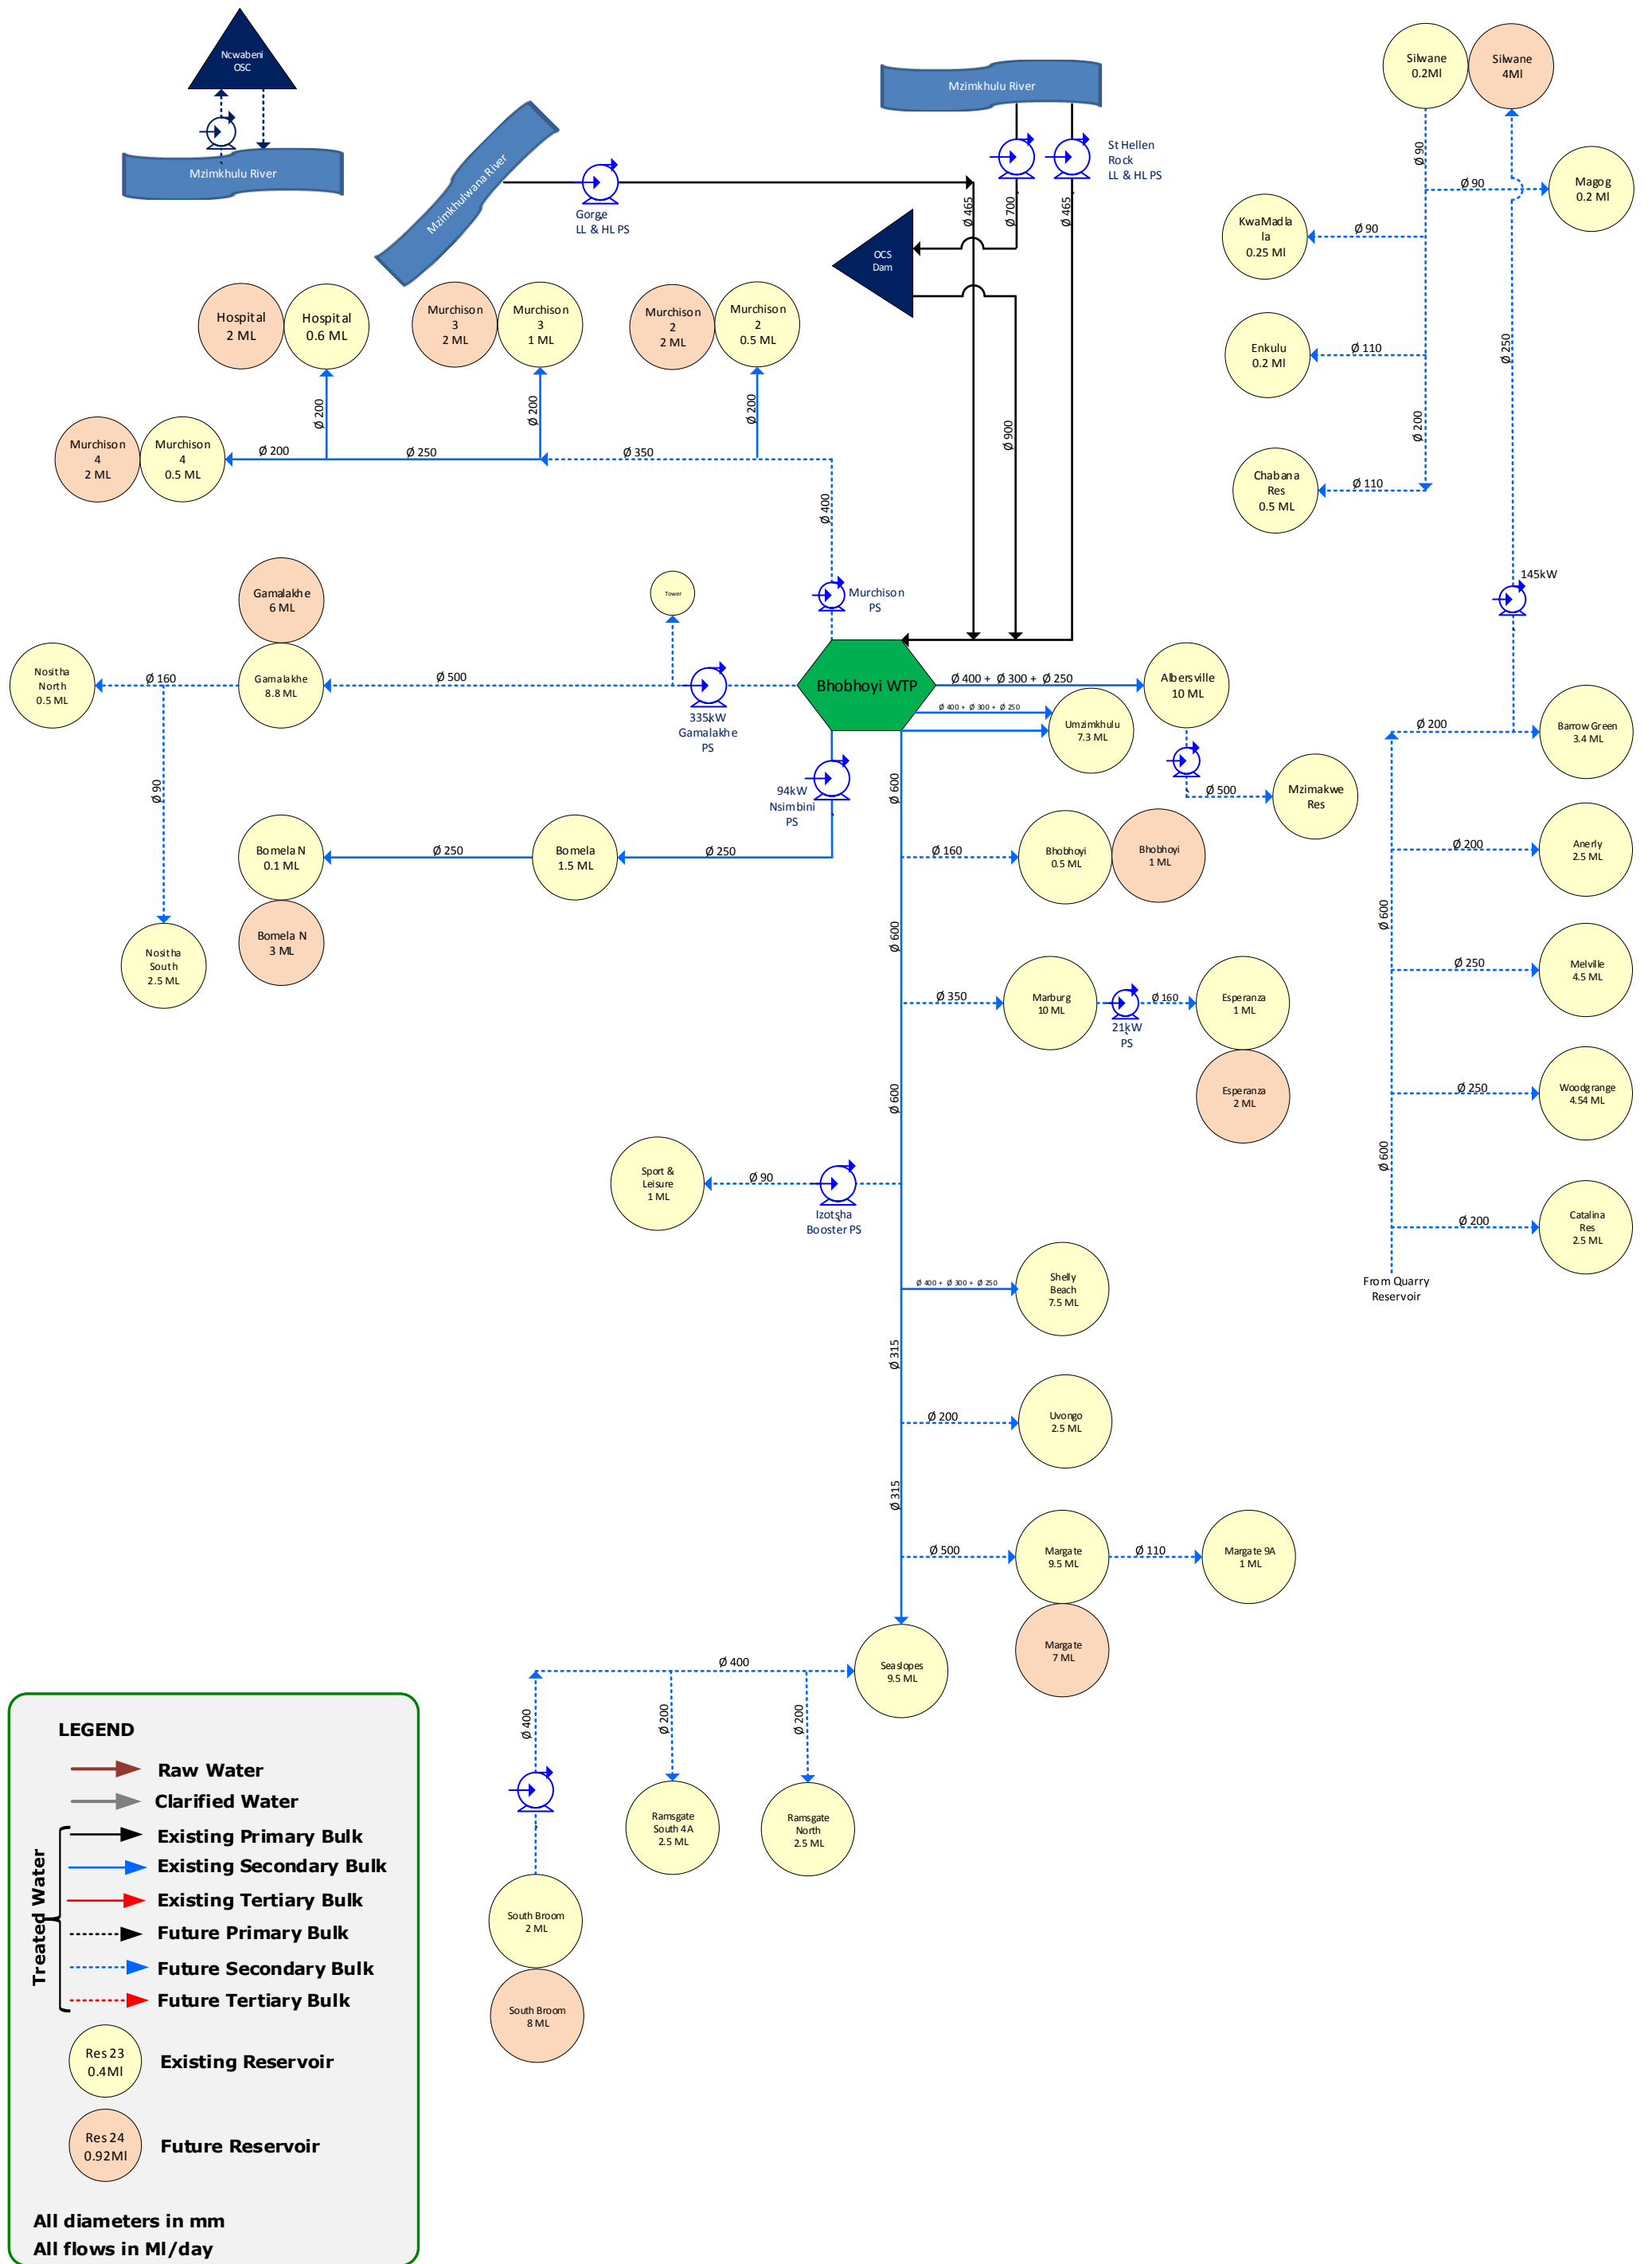 Ncwabeni
OSC
Mzimkhulu River
Mzimkhulwana River
Gorge
LL & HL PS
Mzimkhulu River
St Hellen
Rock
LL & HL PS
Ø 465
Ø 700
Ø 465
OCS
Dam
Ø 900
Silwane
0.2Ml
Silwane
4Ml
Ø 90
Ø 90
Magog
0.2 Ml
KwaMadla
la
0.25 Ml
Ø 90
Enkulu
0.2 Ml
Ø 110
Ø 250
Ø 200
Chabana
Res
0.5 ML
Ø 110
145kW
Hospital
2 ML
Hospital
0.6 ML
Murchison
3
2 ML
Murchison
3
1 ML
Murchison
2
2 ML
Murchison
2
0.5 ML
Ø 200
Ø 200
Ø 200
Murchison
4
2 ML
Murchison
4
0.5 ML
Ø 200
Ø 250
Ø 350
Ø 400
Murchison
PS
Gamalakhe
6 ML
Tower
Nositha
North
0.5 ML
Ø 160
Gamalakhe
8.8 ML
Ø 500
335kW
Gamalakhe
PS
Bhobhoyi WTP
Ø 400 + Ø 300 + Ø 250
Albersville
10 ML
Ø 400 + Ø 300 + Ø 250
Umzimkhulu
7.3 ML
Ø 500
Mzimakwe
Res
Ø 90
94kW
Nsimbini
PS
Ø 600
Bomela N
0.1 ML
Ø 250
Bomela
1.5 ML
Ø 250
Ø 160
Bhobhoyi
0.5 ML
Bhobhoyi
1 ML
Bomela N
3 ML
Nositha
South
2.5 ML
Ø 600
Ø 350
Marburg
10 ML
21kW
PS
Ø 160
Esperanza
1 ML
Esperanza
2 ML
Ø 600
Sport &
Leisure
1 ML
Ø 90
Izotsha
Booster PS
Ø 400 + Ø 300 + Ø 250
Shelly
Beach
7.5 ML
Ø 315
Ø 200
Uvongo
2.5 ML
Ø 315
Ø 500
Margate
9.5 ML
Ø 110
Margate 9A
1 ML
Margate
7 ML
Ø 200
Barrow Green
3.4 ML
Ø 200
Anerly
2.5 ML
Ø 600
Ø 250
Melville
4.5 ML
Ø 250
Woodgrange
4.54 ML
Ø 600
Ø 200
Catalina
Res
2.5 ML
From Quarry
Reservoir
Ø 400
Seaslopes
9.5 ML
Ø 400
Ø 200
Ø 200
Ramsgate
South 4A
2.5 ML
Ramsgate
North
2.5 ML
South Broom
2 ML
South Broom
8 ML
LEGEND
Raw Water
Clarified Water
Treated Water
Existing Primary Bulk
Existing Secondary Bulk
Existing Tertiary Bulk
Future Primary Bulk
Future Secondary Bulk
Future Tertiary Bulk
Res 23
0.4Ml
Existing Reservoir
Res 24
0.92Ml
Future Reservoir
All diameters in mm
All flows in Ml/day